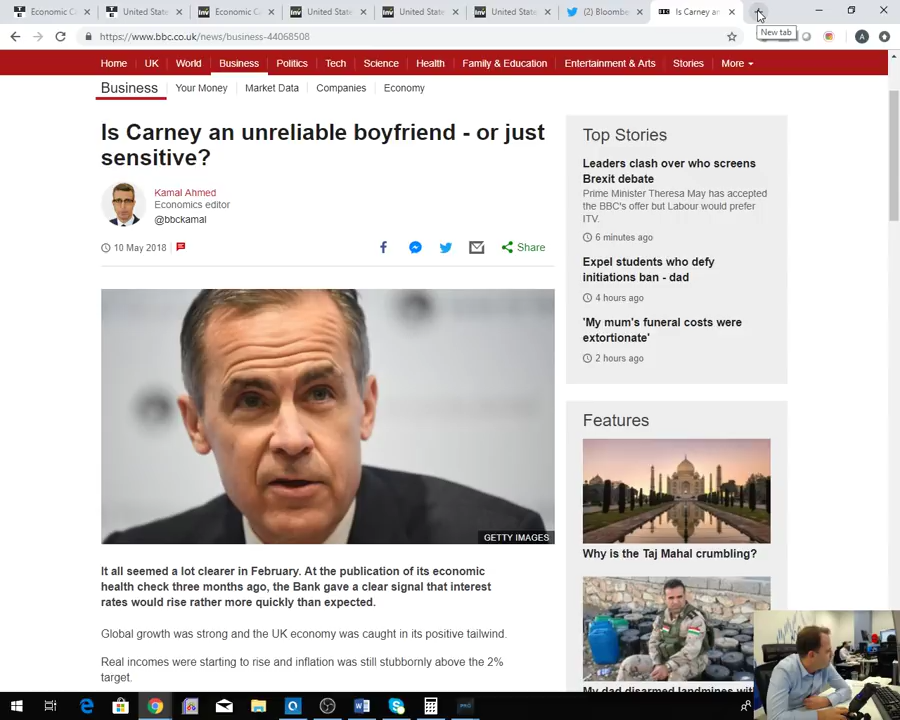 Economic C
United State
Economic C
United State
United State
United State
(2) Bloombe
Is Carney an
New tab
https://www.bbc.co.uk/news/business-44068508
A
Home
UK
World
Business
Politics
Tech
Science
Health
Family & Education
Entertainment & Arts
Stories
More
Business
Your Money
Market Data
Companies
Economy
Is Carney an unreliable boyfriend - or just
sensitive?
Kamal Ahmed
Economics editor
@bbckamal
10 May 2018
Share
GETTY IMAGES
It all seemed a lot clearer in February. At the publication of its economic
health check three months ago, the Bank gave a clear signal that interest
rates would rise rather more quickly than expected.
Global growth was strong and the UK economy was caught in its positive tailwind.
Real incomes were starting to rise and inflation was still stubbornly above the 2%
target.
Top Stories
Leaders clash over who screens
Brexit debate
Prime Minister Theresa May has accepted
the BBC's offer but Labour would prefer
ITV.
6 minutes ago
Expel students who defy
initiations ban - dad
4 hours ago
'My mum's funeral costs were
extortionate'
2 hours ago
Features
Why is the Taj Mahal crumbling?
My dad disarmed landmines wit